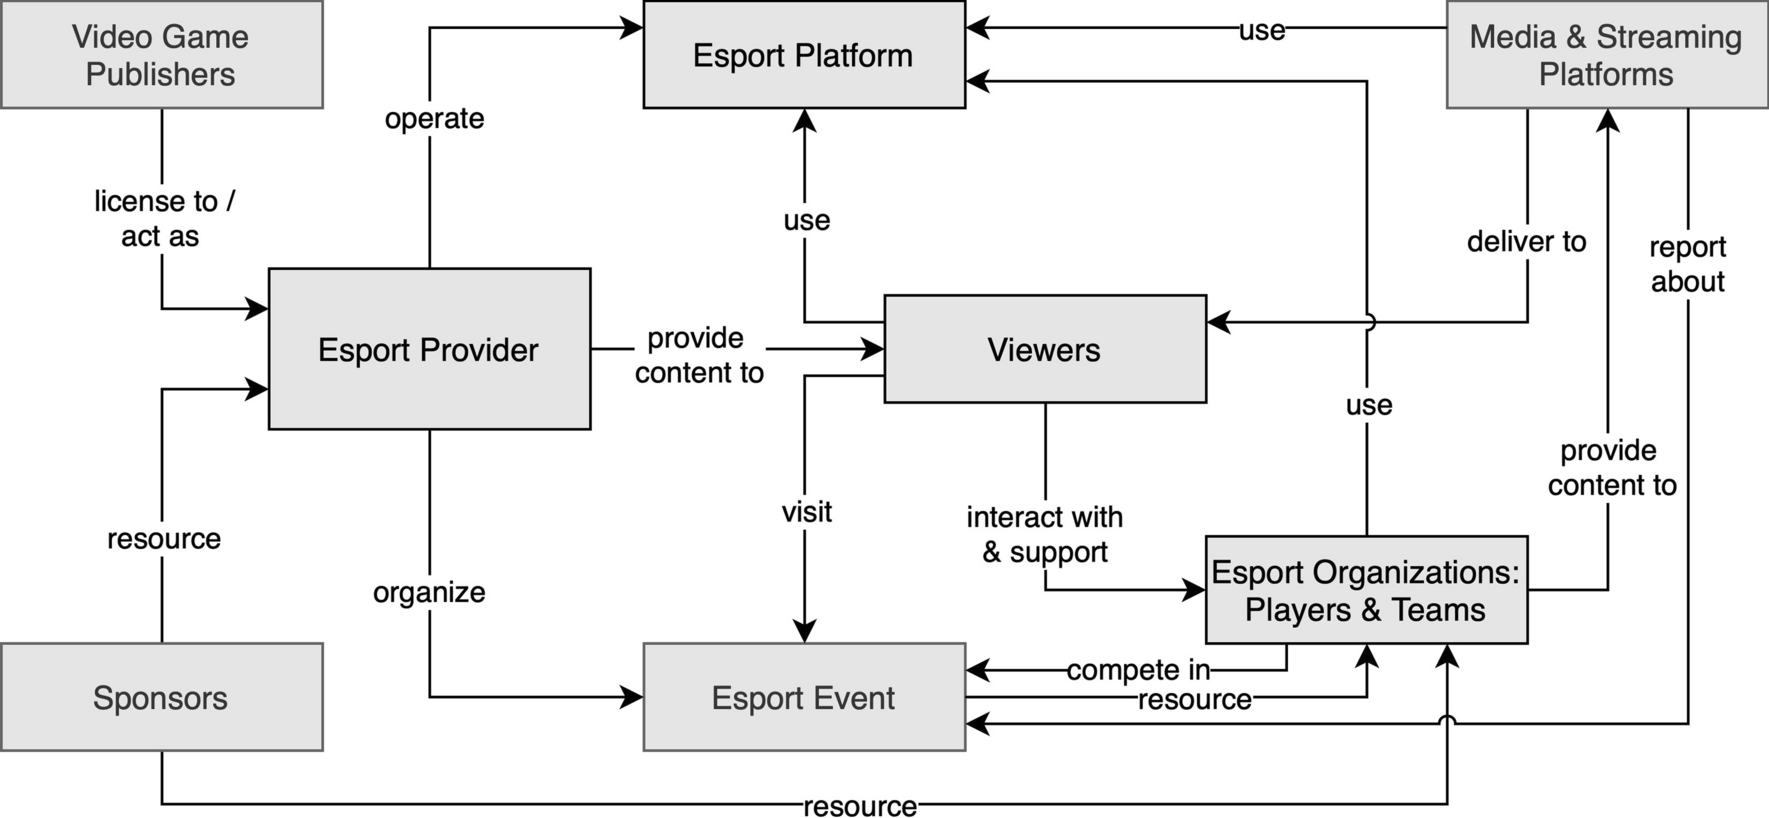 Video Game
Publishers
Esport Platform
use
Media & Streaming
Platforms
operate
license to /
act as
use
deliver to
report
about
Esport Provider
provide
content to
Viewers
use
provide
content to
resource
visit
interact with
& support
organize
Esport Organizations:
Players & Teams
Sponsors
Esport Event
compete in
resource
resource